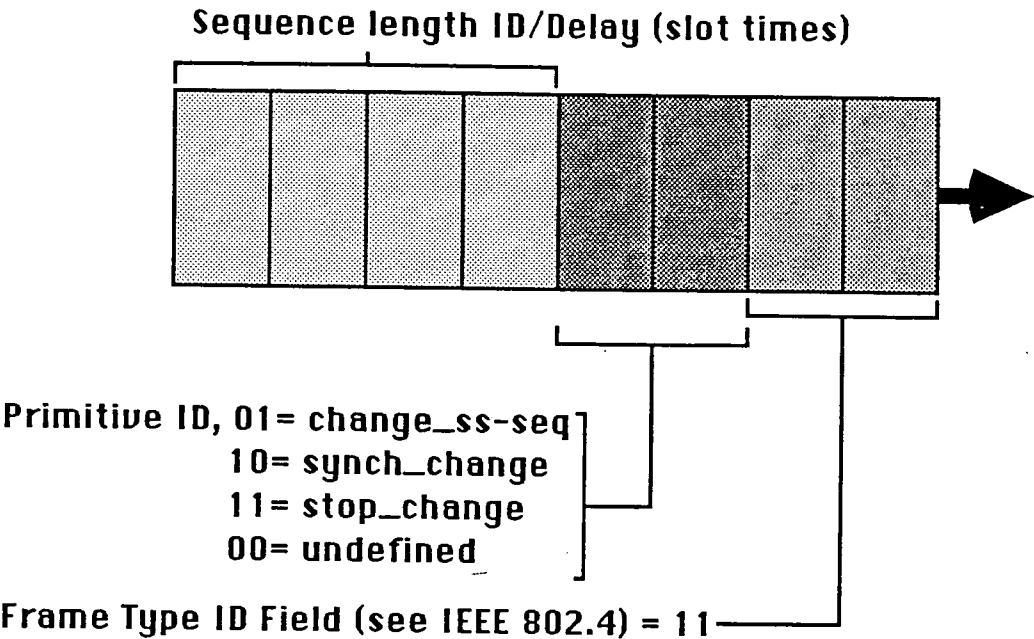 Sequence length ID/Delay (slot times)
Primitive ID, 01= change_ss-seq
10= synch_change
11= stop_change
00= undefined
Frame Type ID Field (see IEEE 802.4) = 11